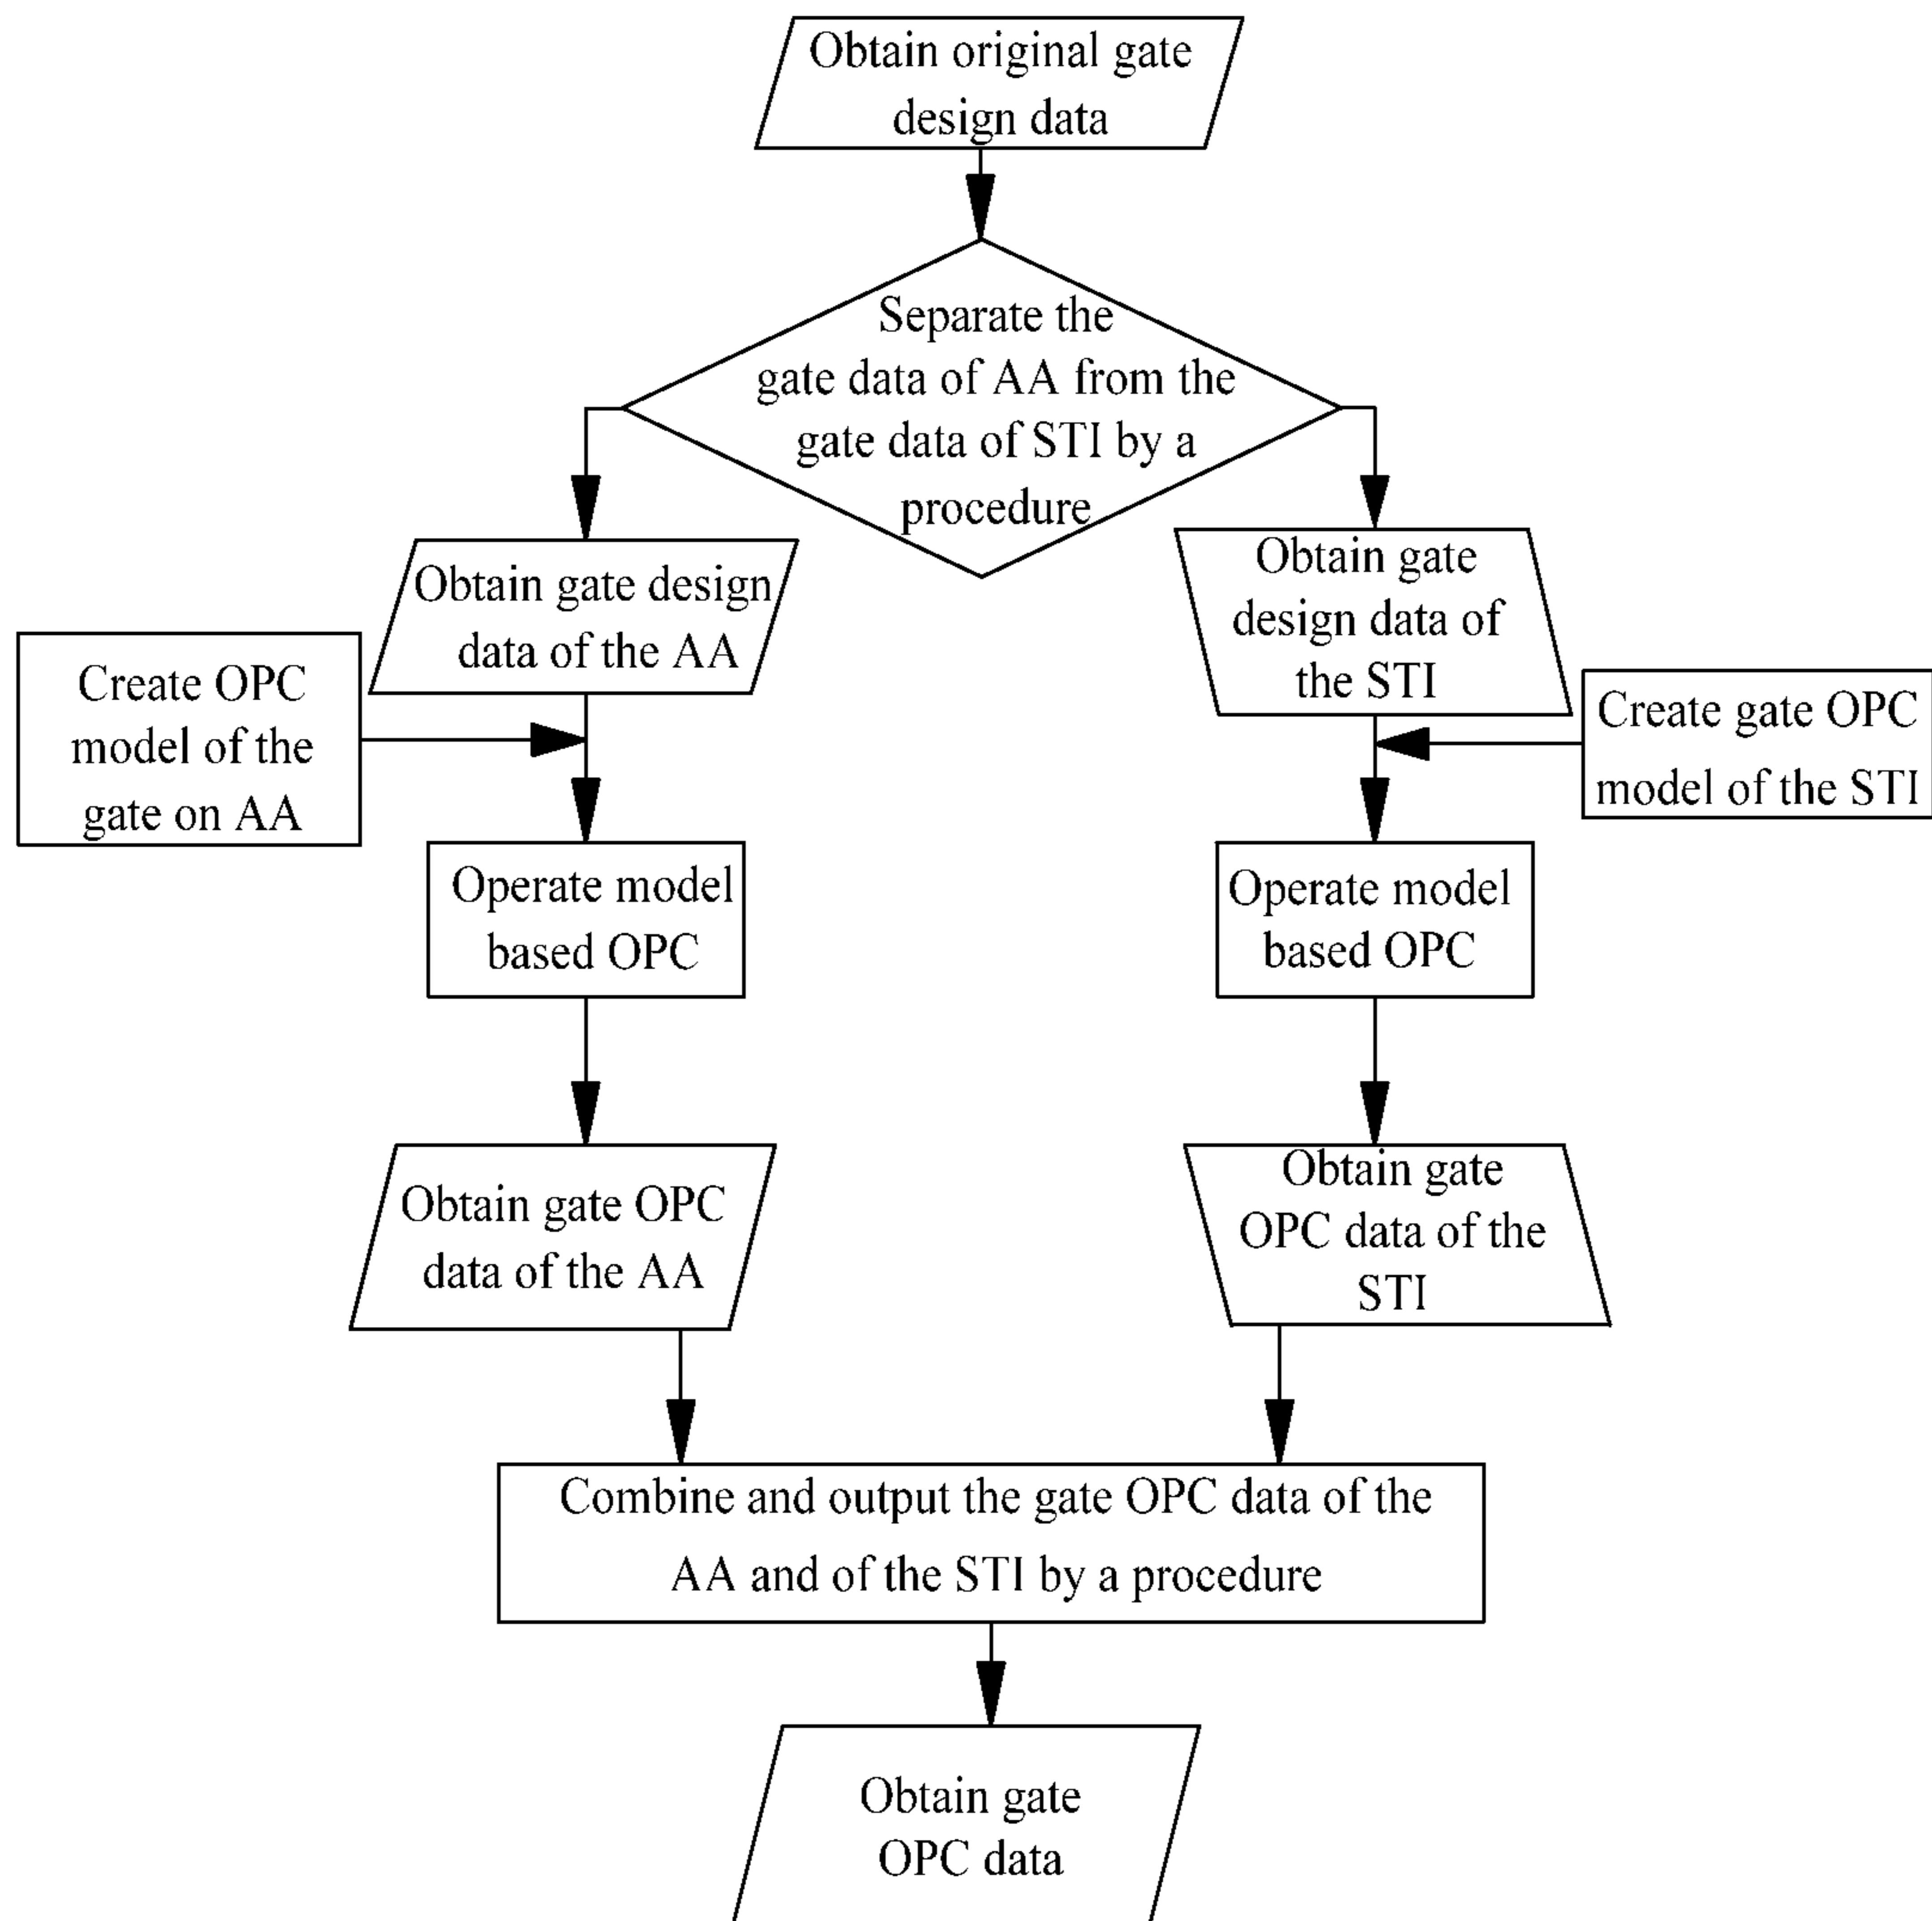 Obtain original gate
design data
Separate the
gate data of AA from the
gate data of STI by a
procedure
Obtain gate design
data of the AA
Obtain gate
design data of
the STI
Create OPC
model of the
gate on AA
Create gate OPC
model of the STI
Operate model
based OPC
Operate model
based OPC
Obtain gate OPC
data of the AA
Obtain gate
OPC data of the
STI
Combine and output the gate OPC data of the
AA and of the STI by a procedure
Obtain gate
OPC data